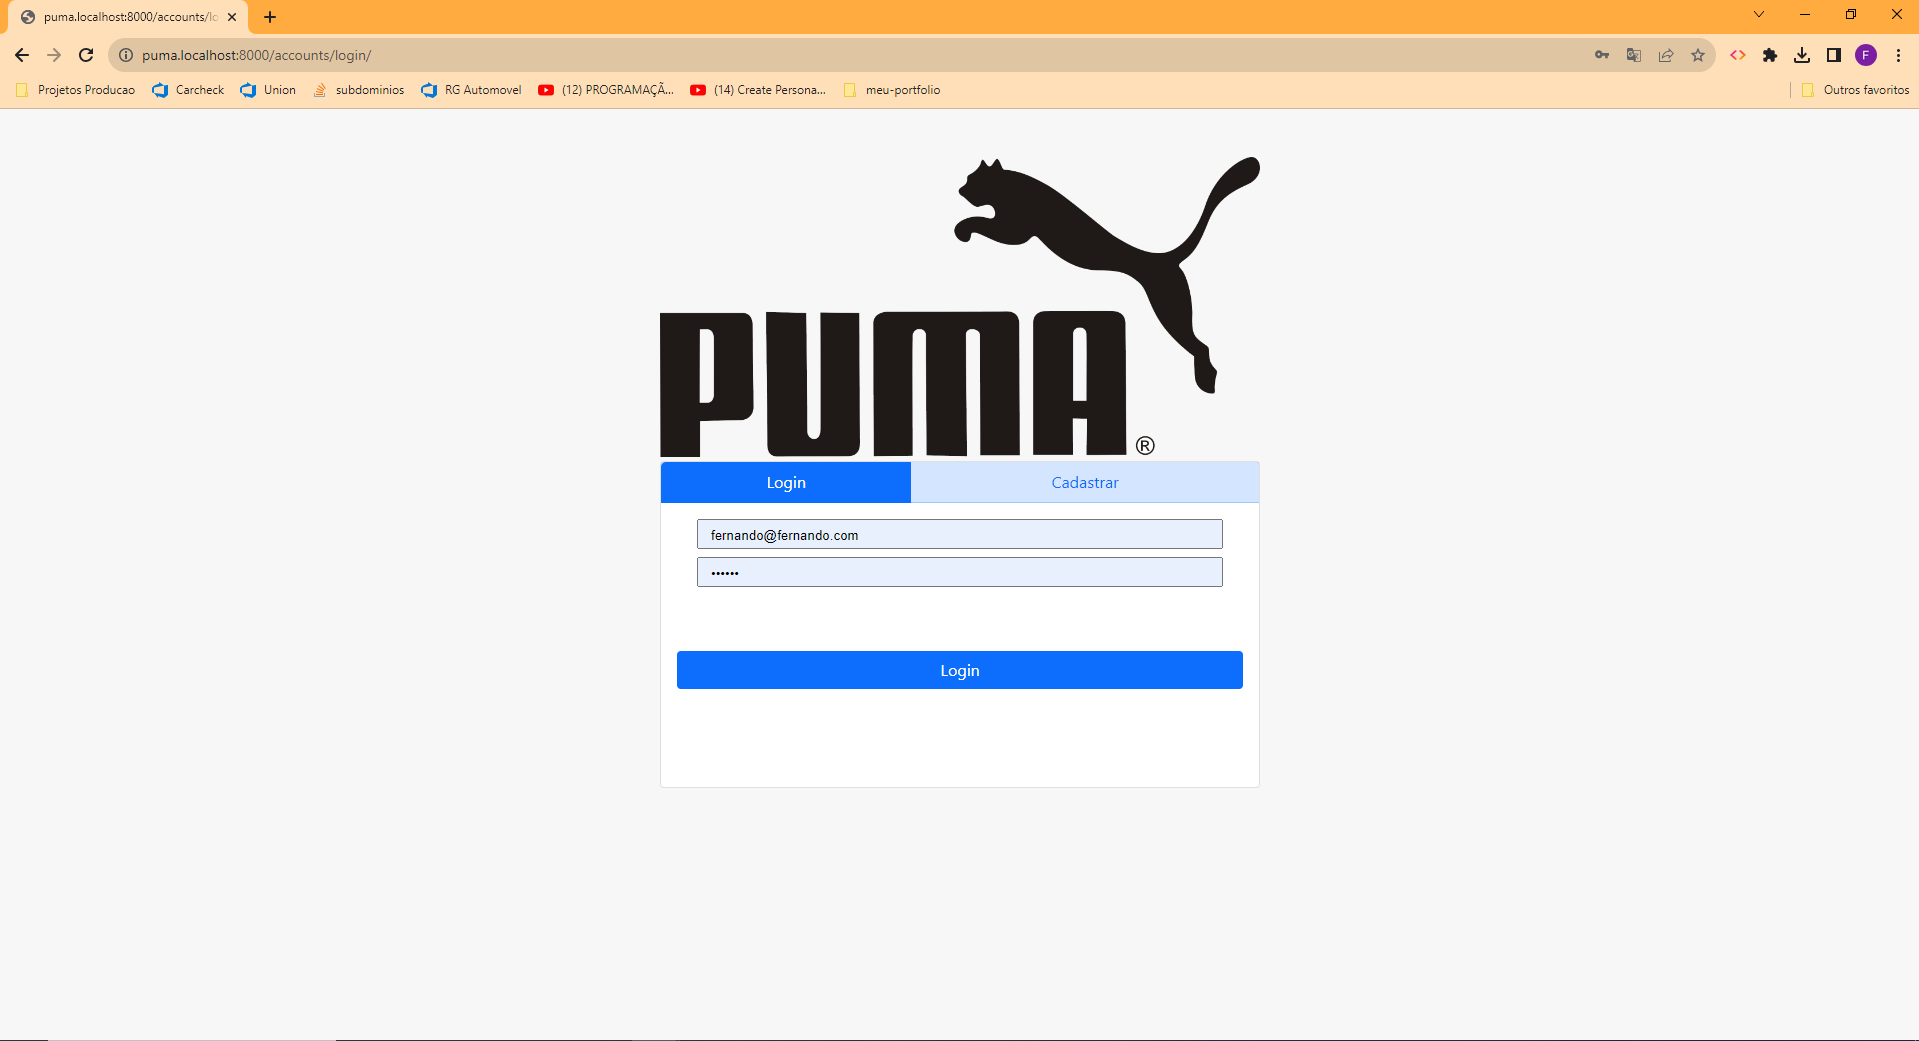 puma.localhost:8000/accounts/lo
puma.localhost:8000/accounts/login/
F
Projetos Producao Carcheck Union subdominios RG Automovel (12) PROGRAMAÇÃ... (14) Create Persona... meu-portfolio Outros favoritos
PUMA ®
Login Cadastrar
fernando@fernando.com
••••••
Login